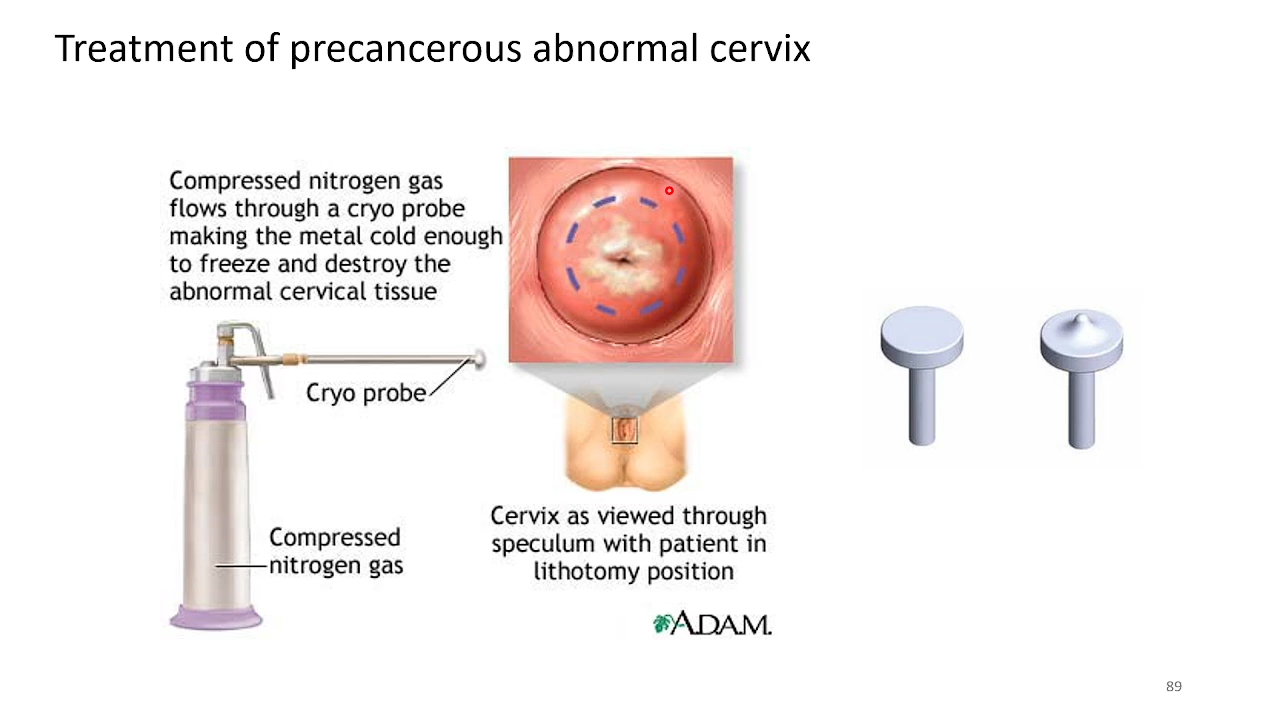 Treatment of precancerous abnormal cervix
Compressed nitrogen gas
flows through a cryo probe
making the metal cold enough
to freeze and destroy the
abnormal cervical tissue
Cryo probe
Compressed
nitrogen gas
Cervix as viewed through
speculum with patient in
lithotomy position
A.D.A.M.
89